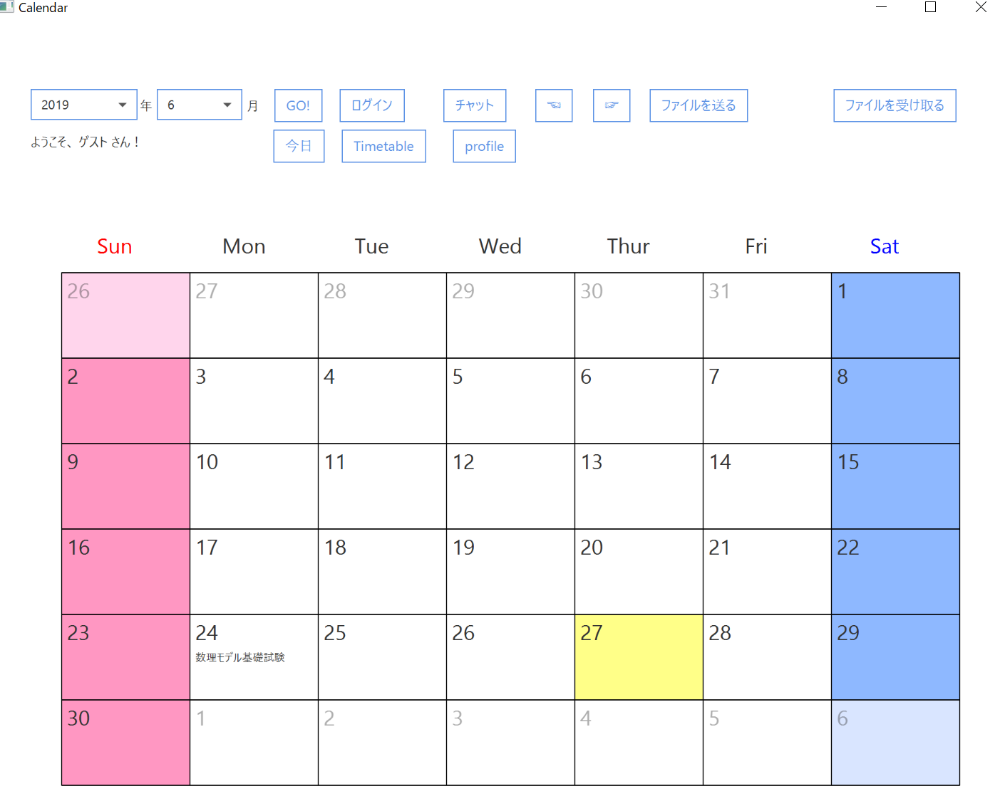 Calendar
2019 年 6 月 GO! ログイン チャット ☜ ☞ ファイルを送る ファイルを受け取る
ようこそ、ゲスト さん！ 今日 Timetable profile
Sun Mon Tue Wed Thur Fri Sat
26 27 28 29 30 31 1
2 3 4 5 6 7 8
9 10 11 12 13 14 15
16 17 18 19 20 21 22
23 24 25 26 27 28 29
数理モデル基礎試験
30 1 2 3 4 5 6